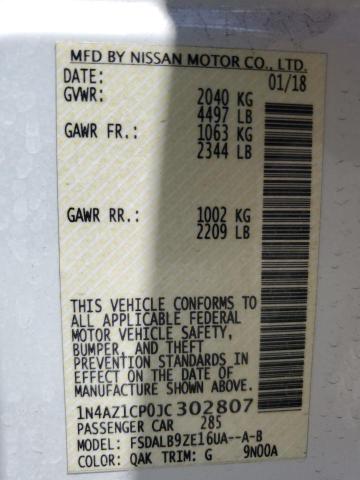 MFD BY NISSAN MOTOR CO., LTD.
DATE: 01/18
GVWR: 2040 KG
4497 LB
GAWR FR.: 1063 KG
2344 LB
GAWR RR.: 1002 KG
2209 LB
THIS VEHICLE CONFORMS TO
ALL APPLICABLE FEDERAL
MOTOR VEHICLE SAFETY,
BUMPER, AND THEFT
PREVENTION STANDARDS IN
EFFECT ON THE DATE OF
MANUFACTURE SHOWN ABOVE.
1N4AZ1CP0JC302807
PASSENGER CAR 285
MODEL: FSDALB9ZE16UA--A-B
COLOR: QAK TRIM: G 9N00A